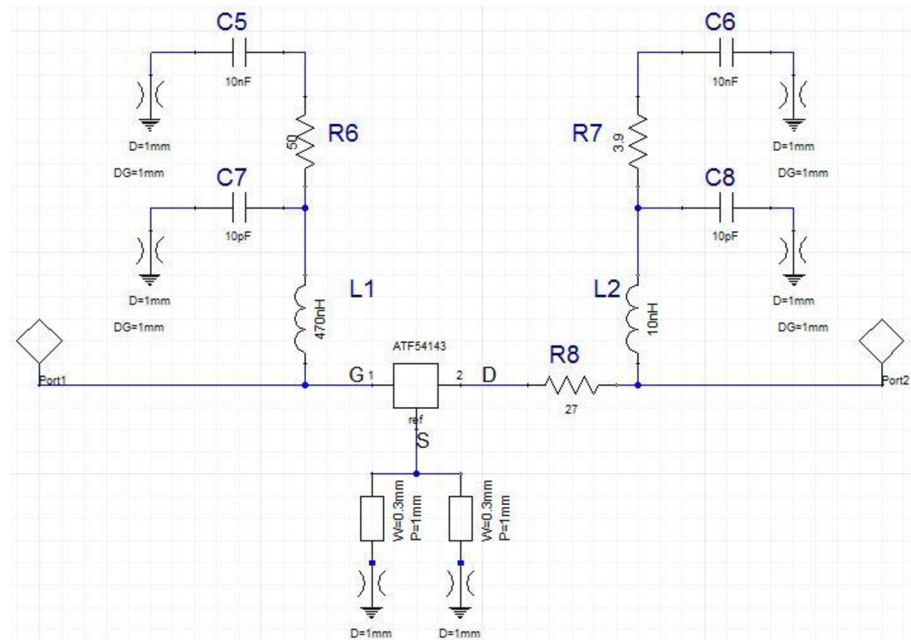 C5
10nF
D=1mm
DG=1mm
50
R6
C7
10pF
D=1mm
DG=1mm
L1
470nH
C6
10nF
D=1mm
DG=1mm
R7
3.9
C8
10pF
D=1mm
DG=1mm
L2
10nH
Port1
G 1
ATF54143
2 D
ref
S
R8
27
Port2
W=0.3mm
P=1mm
W=0.3mm
P=1mm
D=1mm
D=1mm